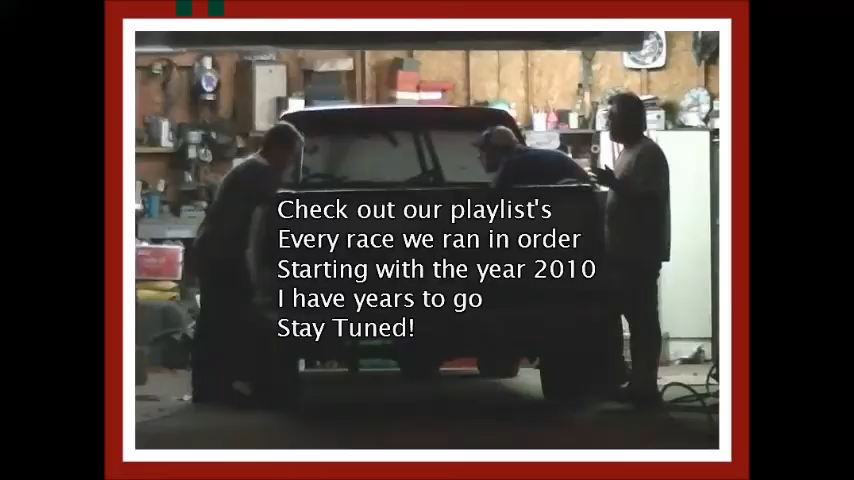 Check out our playlist's
Every race we ran in order
Starting with the year 2010
I have years to go
Stay Tuned!